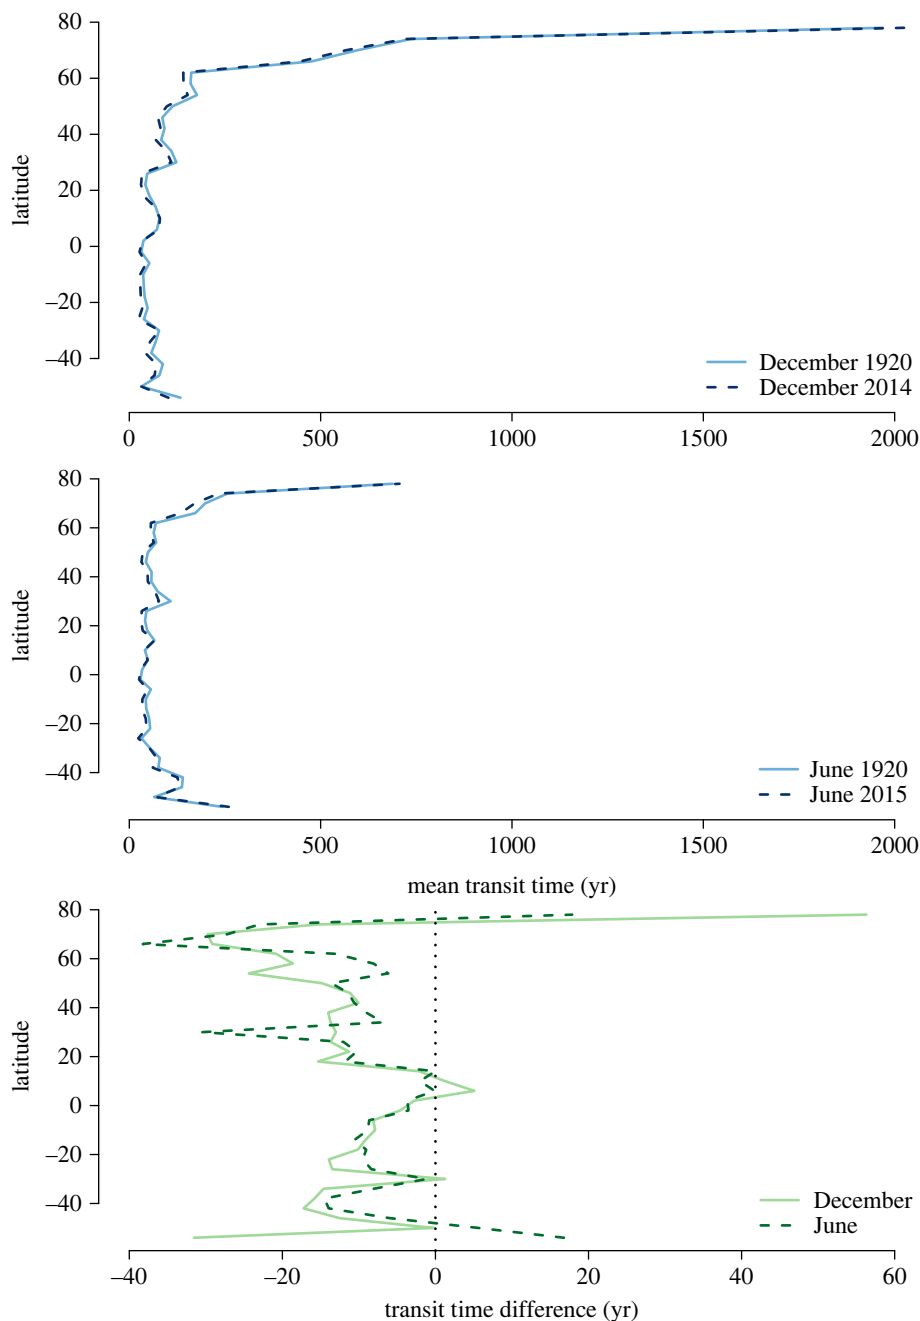 80
60
40
20
0
−20
−40
latitude
December 1920
December 2014
0 500 1000 1500 2000
80
60
40
20
0
−20
−40
latitude
June 1920
June 2015
0 500 1000 1500 2000
mean transit time (yr)
80
60
40
20
0
−20
−40
latitude
December
June
−40 −20 0 20 40 60
transit time difference (yr)